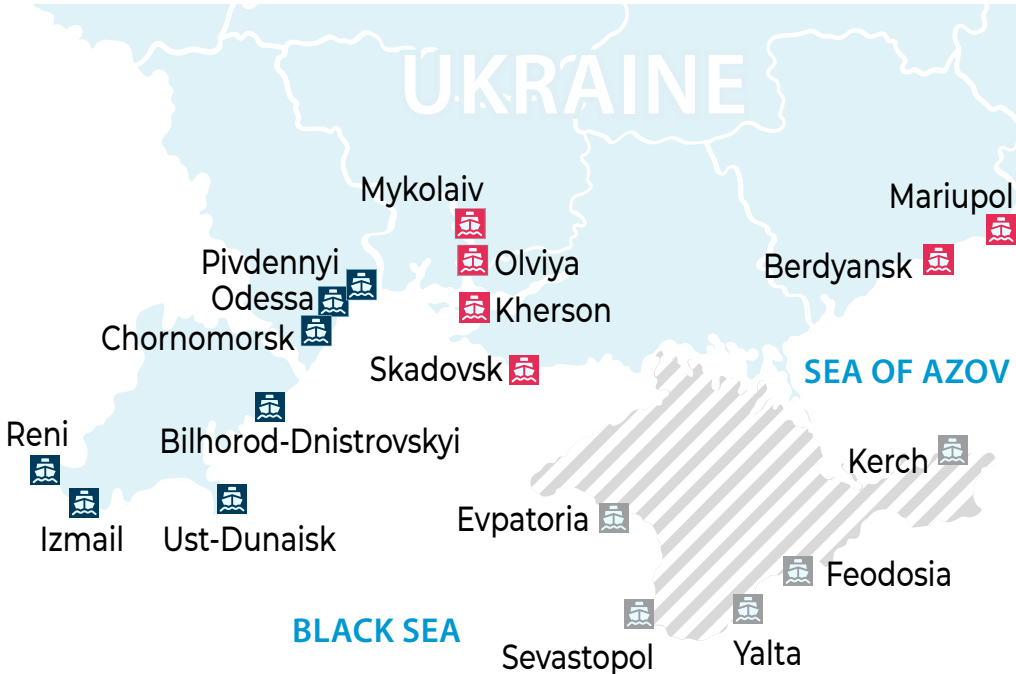 UKRAINE
Mykolaiv
Mariupol
Pivdennyi
Olviya
Berdyansk
Odessa
Kherson
Chornomorsk
Skadovsk
SEA OF AZOV
Reni
Bilhorod-Dnistrovskyi
Kerch
Evpatoria
Izmail
Ust-Dunaisk
Feodosia
BLACK SEA
Sevastopol
Yalta